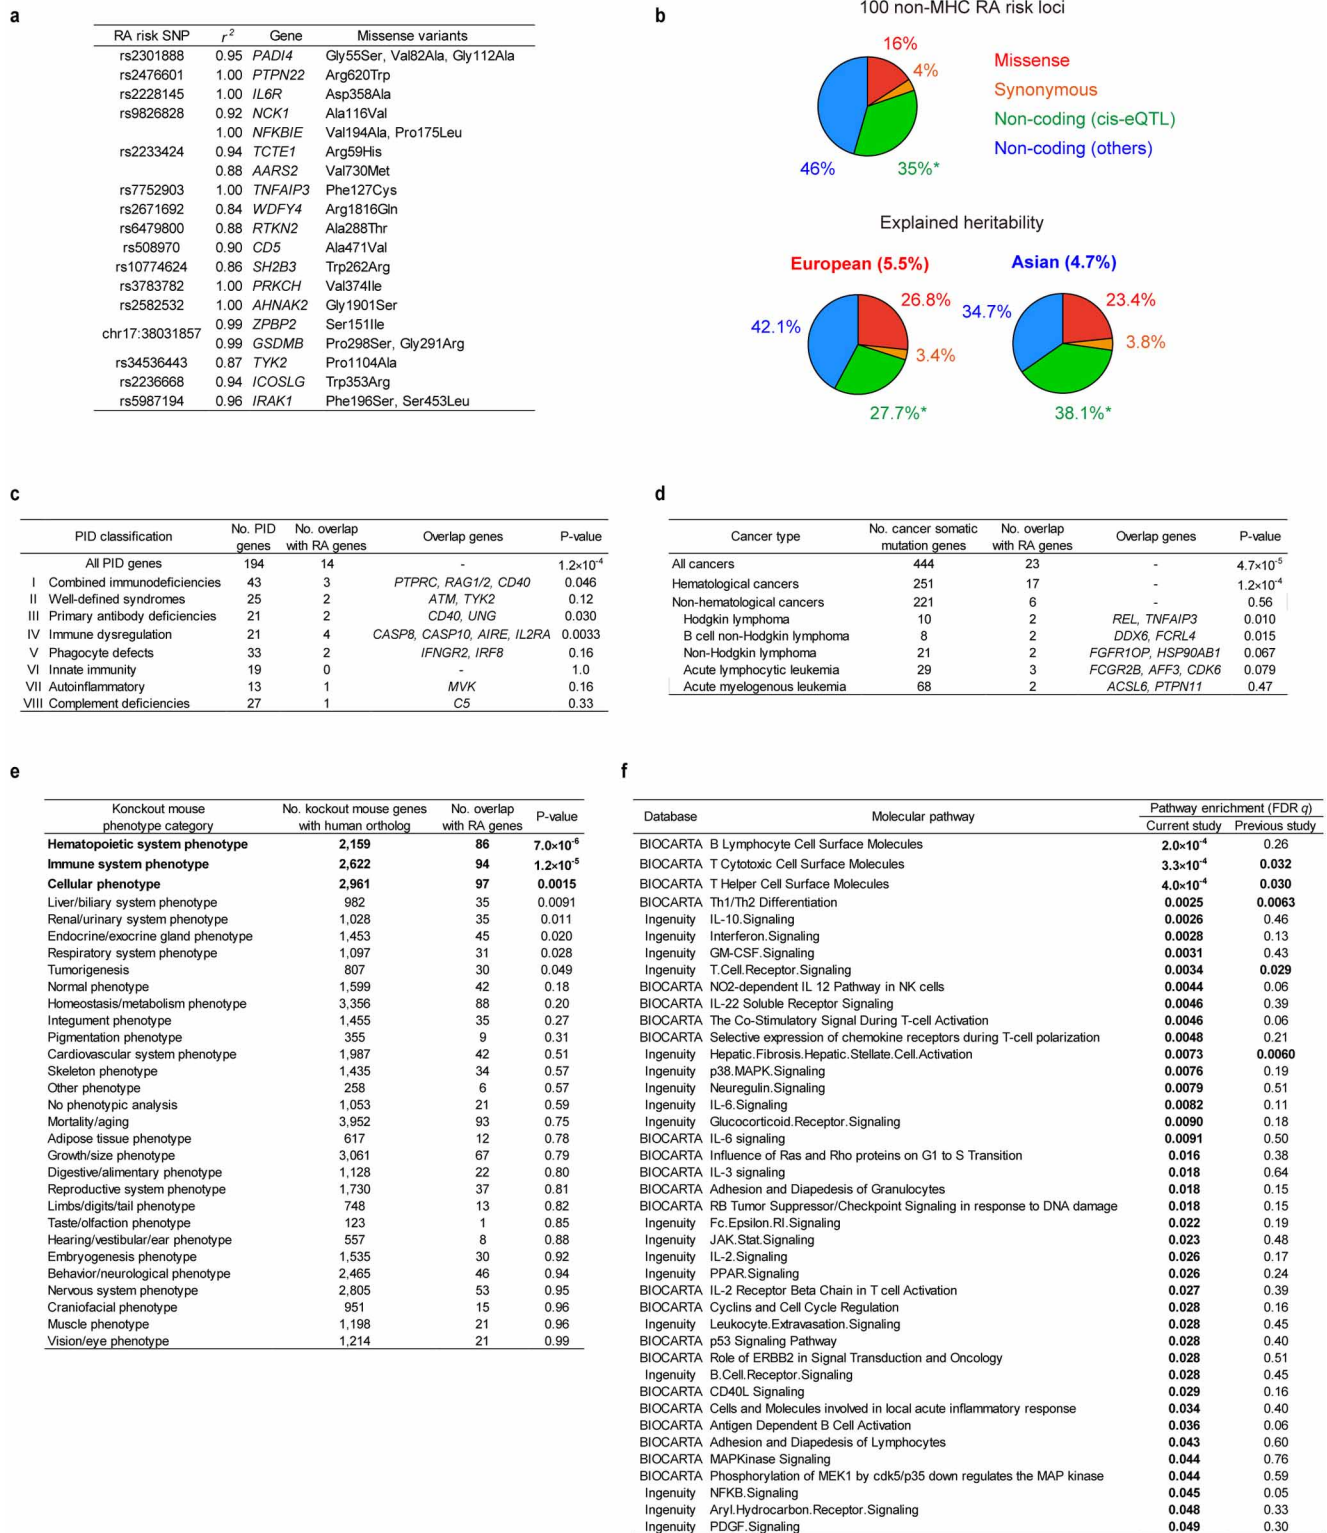 a
RA risk SNP r² Gene Missense variants
rs2301888 0.95 PADI4 Gly55Ser, Val82Ala, Gly112Ala
rs2476601 1.00 PTPN22 Arg620Trp
rs2228145 1.00 IL6R Asp358Ala
rs9826828 0.92 NCK1 Ala116Val
1.00 NFKBIE Val194Ala, Pro175Leu
rs2233424 0.94 TCTE1 Arg59His
0.88 AARS2 Val730Met
rs7752903 1.00 TNFAIP3 Phe127Cys
rs2671692 0.84 WDFY4 Arg1816Gln
rs6479800 0.88 RTKN2 Ala288Thr
rs508970 0.90 CD5 Ala471Val
rs10774624 0.86 SH2B3 Trp262Arg
rs3783782 1.00 PRKCH Val374Ile
rs2582532 1.00 AHNAK2 Gly1901Ser
chr17:38031857 0.99 ZPBP2 Ser151Ile
0.99 GSDMB Pro298Ser, Gly291Arg
rs34536443 0.87 TYK2 Pro1104Ala
rs2236668 0.94 ICOSLG Trp353Arg
rs5987194 0.96 IRAK1 Phe196Ser, Ser453Leu
b
100 non-MHC RA risk loci
16%
4%
46%
35%*
Missense
Synonymous
Non-coding (cis-eQTL)
Non-coding (others)
Explained heritability
European (5.5%)
26.8%
42.1%
3.4%
27.7%*
Asian (4.7%)
34.7%
23.4%
3.8%
38.1%*
c
PID classification No. PID genes No. overlap with RA genes Overlap genes P-value
All PID genes 194 14 - 1.2×10⁻⁴
I Combined immunodeficiencies 43 3 PTPRC, RAG1/2, CD40 0.046
II Well-defined syndromes 25 2 ATM, TYK2 0.12
III Primary antibody deficiencies 21 2 CD40, UNG 0.030
IV Immune dysregulation 21 4 CASP8, CASP10, AIRE, IL2RA 0.0033
V Phagocyte defects 33 2 IFNGR2, IRF8 0.16
VI Innate immunity 19 0 - 1.0
VII Autoinflammatory 13 1 MVK 0.16
VIII Complement deficiencies 27 1 C5 0.33
d
Cancer type No. cancer somatic mutation genes No. overlap with RA genes Overlap genes P-value
All cancers 444 23 - 4.7×10⁻⁵
Hematological cancers 251 17 - 1.2×10⁻⁴
Non-hematological cancers 221 6 - 0.56
Hodgkin lymphoma 10 2 REL, TNFAIP3 0.010
B cell non-Hodgkin lymphoma 8 2 DDX6, FCRL4 0.015
Non-Hodgkin lymphoma 21 2 FGFR1OP, HSP90AB1 0.067
Acute lymphocytic leukemia 29 3 FCGR2B, AFF3, CDK6 0.079
Acute myelogenous leukemia 68 2 ACSL6, PTPN11 0.47
e
Konckout mouse phenotype category No. kockout mouse genes with human ortholog No. overlap with RA genes P-value
Hematopoietic system phenotype 2,159 86 7.0×10⁻⁶
Immune system phenotype 2,622 94 1.2×10⁻⁵
Cellular phenotype 2,961 97 0.0015
Liver/biliary system phenotype 982 35 0.0091
Renal/urinary system phenotype 1,028 35 0.011
Endocrine/exocrine gland phenotype 1,453 45 0.020
Respiratory system phenotype 1,097 31 0.028
Tumorigenesis 807 30 0.049
Normal phenotype 1,599 42 0.18
Homeostasis/metabolism phenotype 3,356 88 0.20
Integument phenotype 1,455 35 0.27
Pigmentation phenotype 355 9 0.31
Cardiovascular system phenotype 1,987 42 0.51
Skeleton phenotype 1,435 34 0.57
Other phenotype 258 6 0.57
No phenotypic analysis 1,053 21 0.59
Mortality/aging 3,952 93 0.75
Adipose tissue phenotype 617 12 0.78
Growth/size phenotype 3,061 67 0.79
Digestive/alimentary phenotype 1,128 22 0.80
Reproductive system phenotype 1,730 37 0.81
Limbs/digits/tail phenotype 748 13 0.82
Taste/olfaction phenotype 123 1 0.85
Hearing/vestibular/ear phenotype 557 8 0.88
Embryogenesis phenotype 1,535 30 0.92
Behavior/neurological phenotype 2,465 46 0.94
Nervous system phenotype 2,805 53 0.95
Craniofacial phenotype 951 15 0.96
Muscle phenotype 1,198 21 0.96
Vision/eye phenotype 1,214 21 0.99
f
Database Molecular pathway Pathway enrichment (FDR q)
Current study Previous study
BIOCARTA B Lymphocyte Cell Surface Molecules 2.0×10⁻⁴ 0.26
BIOCARTA T Cytotoxic Cell Surface Molecules 3.3×10⁻⁴ 0.032
BIOCARTA T Helper Cell Surface Molecules 4.0×10⁻⁴ 0.030
BIOCARTA Th1/Th2 Differentiation 0.0025 0.0063
Ingenuity IL-10.Signaling 0.0026 0.46
Ingenuity Interferon.Signaling 0.0028 0.13
Ingenuity GM-CSF.Signaling 0.0031 0.43
Ingenuity T.Cell.Receptor.Signaling 0.0034 0.029
BIOCARTA NO2-dependent IL 12 Pathway in NK cells 0.0044 0.06
BIOCARTA IL-22 Soluble Receptor Signaling 0.0046 0.39
BIOCARTA The Co-Stimulatory Signal During T-cell Activation 0.0046 0.06
BIOCARTA Selective expression of chemokine receptors during T-cell polarization 0.0048 0.21
Ingenuity Hepatic.Fibrosis.Hepatic.Stellate.Cell.Activation 0.0073 0.0060
Ingenuity p38.MAPK.Signaling 0.0076 0.19
Ingenuity Neuregulin.Signaling 0.0079 0.51
Ingenuity IL-6.Signaling 0.0082 0.11
Ingenuity Glucocorticoid.Receptor.Signaling 0.0090 0.18
BIOCARTA IL-6 signaling 0.0091 0.50
BIOCARTA Influence of Ras and Rho proteins on G1 to S Transition 0.016 0.38
BIOCARTA IL-3 signaling 0.018 0.64
BIOCARTA Adhesion and Diapedesis of Granulocytes 0.018 0.15
BIOCARTA RB Tumor Suppressor/Checkpoint Signaling in response to DNA damage 0.018 0.15
Ingenuity Fc.Epsilon.RI.Signaling 0.022 0.19
Ingenuity JAK.Stat.Signaling 0.023 0.48
Ingenuity IL-2.Signaling 0.026 0.17
Ingenuity PPAR.Signaling 0.026 0.24
BIOCARTA IL-2 Receptor Beta Chain in T cell Activation 0.027 0.39
BIOCARTA Cyclins and Cell Cycle Regulation 0.028 0.16
Ingenuity Leukocyte.Extravasation.Signaling 0.028 0.45
BIOCARTA p53 Signaling Pathway 0.028 0.40
BIOCARTA Role of ERBB2 in Signal Transduction and Oncology 0.028 0.51
Ingenuity B.Cell.Receptor.Signaling 0.028 0.45
BIOCARTA CD40L Signaling 0.029 0.16
BIOCARTA Cells and Molecules involved in local acute inflammatory response 0.034 0.40
BIOCARTA Antigen Dependent B Cell Activation 0.036 0.06
BIOCARTA Adhesion and Diapedesis of Lymphocytes 0.043 0.60
BIOCARTA MAPKinase Signaling 0.044 0.76
BIOCARTA Phosphorylation of MEK1 by cdk5/p35 down regulates the MAP kinase 0.044 0.59
Ingenuity NFKB.Signaling 0.045 0.05
Ingenuity Aryl.Hydrocarbon.Receptor.Signaling 0.048 0.33
Ingenuity PDGF.Signaling 0.049 0.30